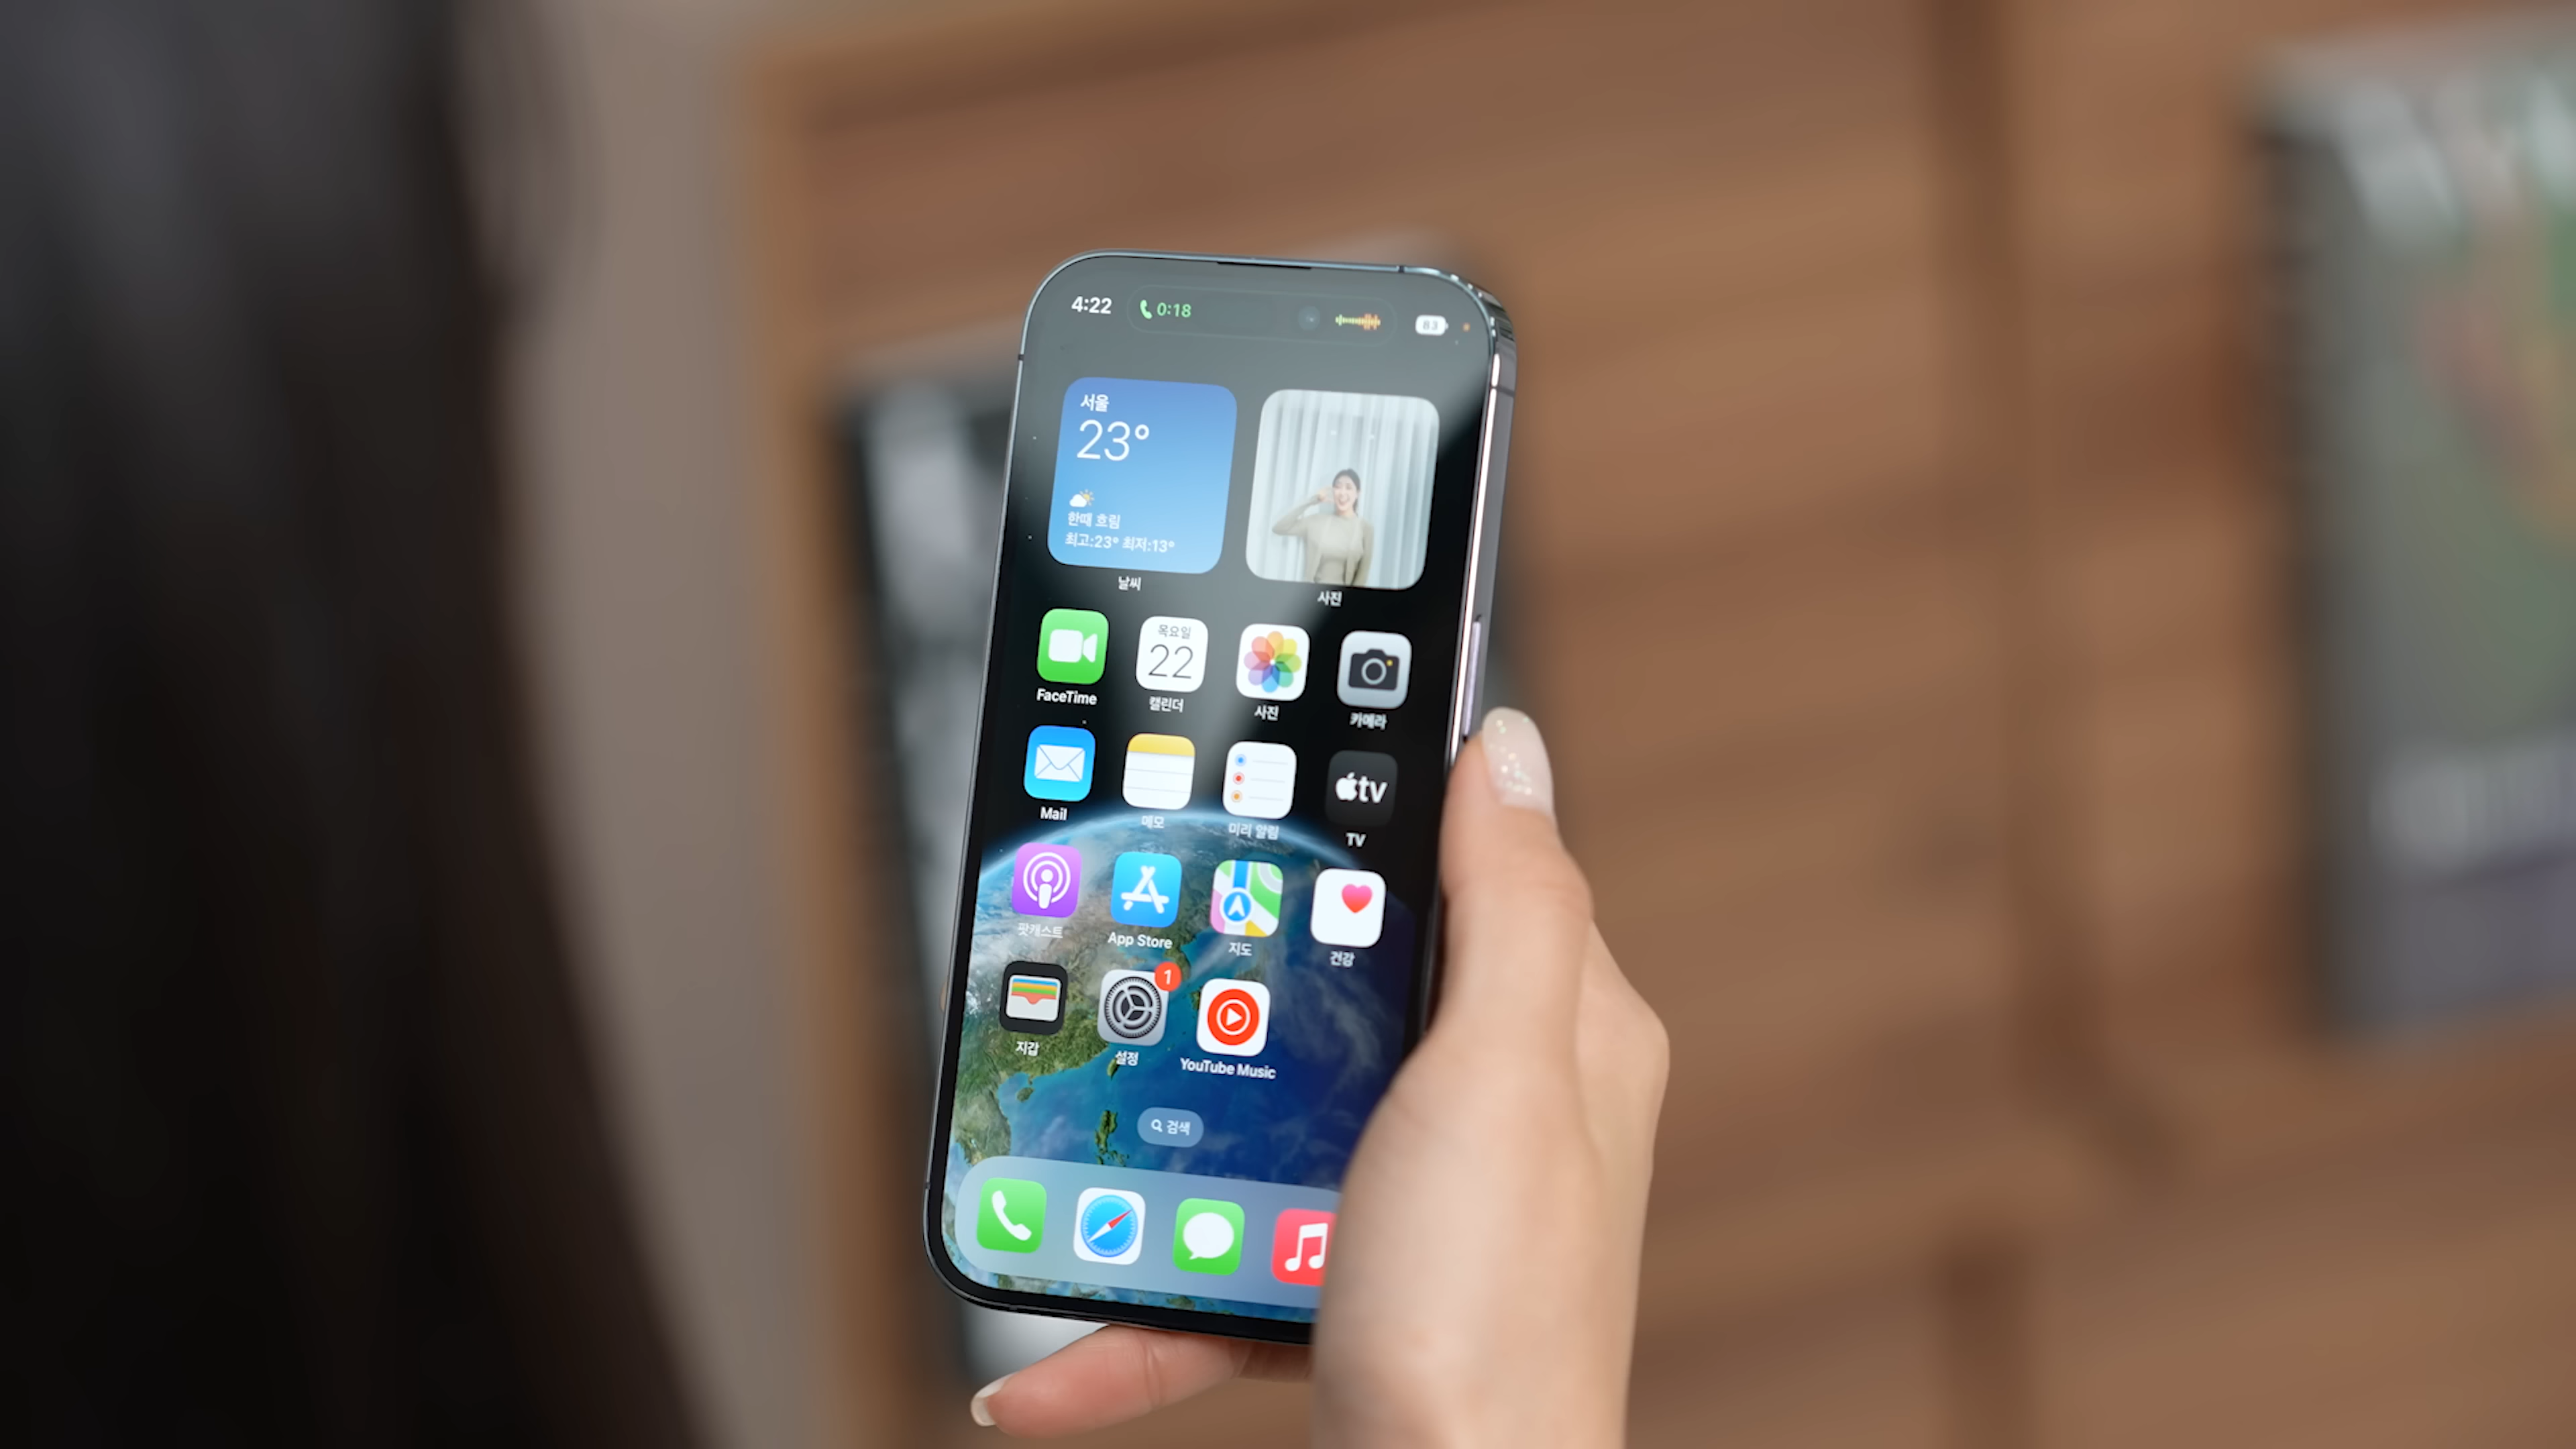 4:22
0:18
83
서울
23°
한때 흐림
최고:23° 최저:13°
날씨
사진
FaceTime
목요일
22
캘린더
사진
카메라
Mail
메모
미리 알림
tv
TV
팟캐스트
App Store
지도
건강
지갑
1
설정
YouTube Music
검색